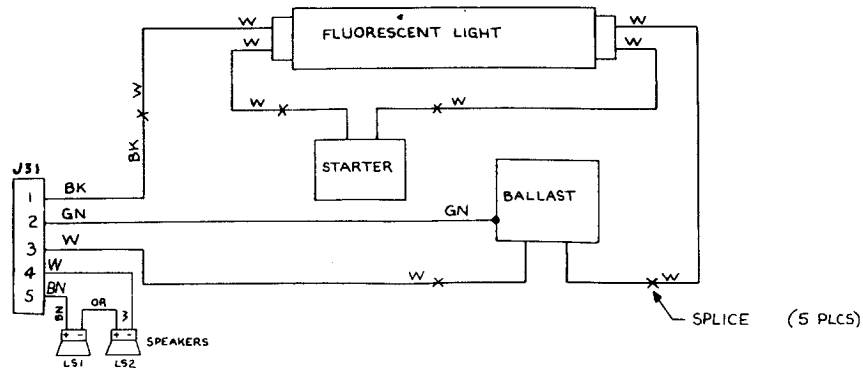 W
W
FLUORESCENT LIGHT
W
W
W
W
W
BK
STARTER
BALLAST
J31
1 BK
2 GN
GN
3 W
4 W
5 BN
W
W
BN
OR
W
+ -
+ -
SPEAKERS
LS1
LS2
SPLICE (5 PLCS)